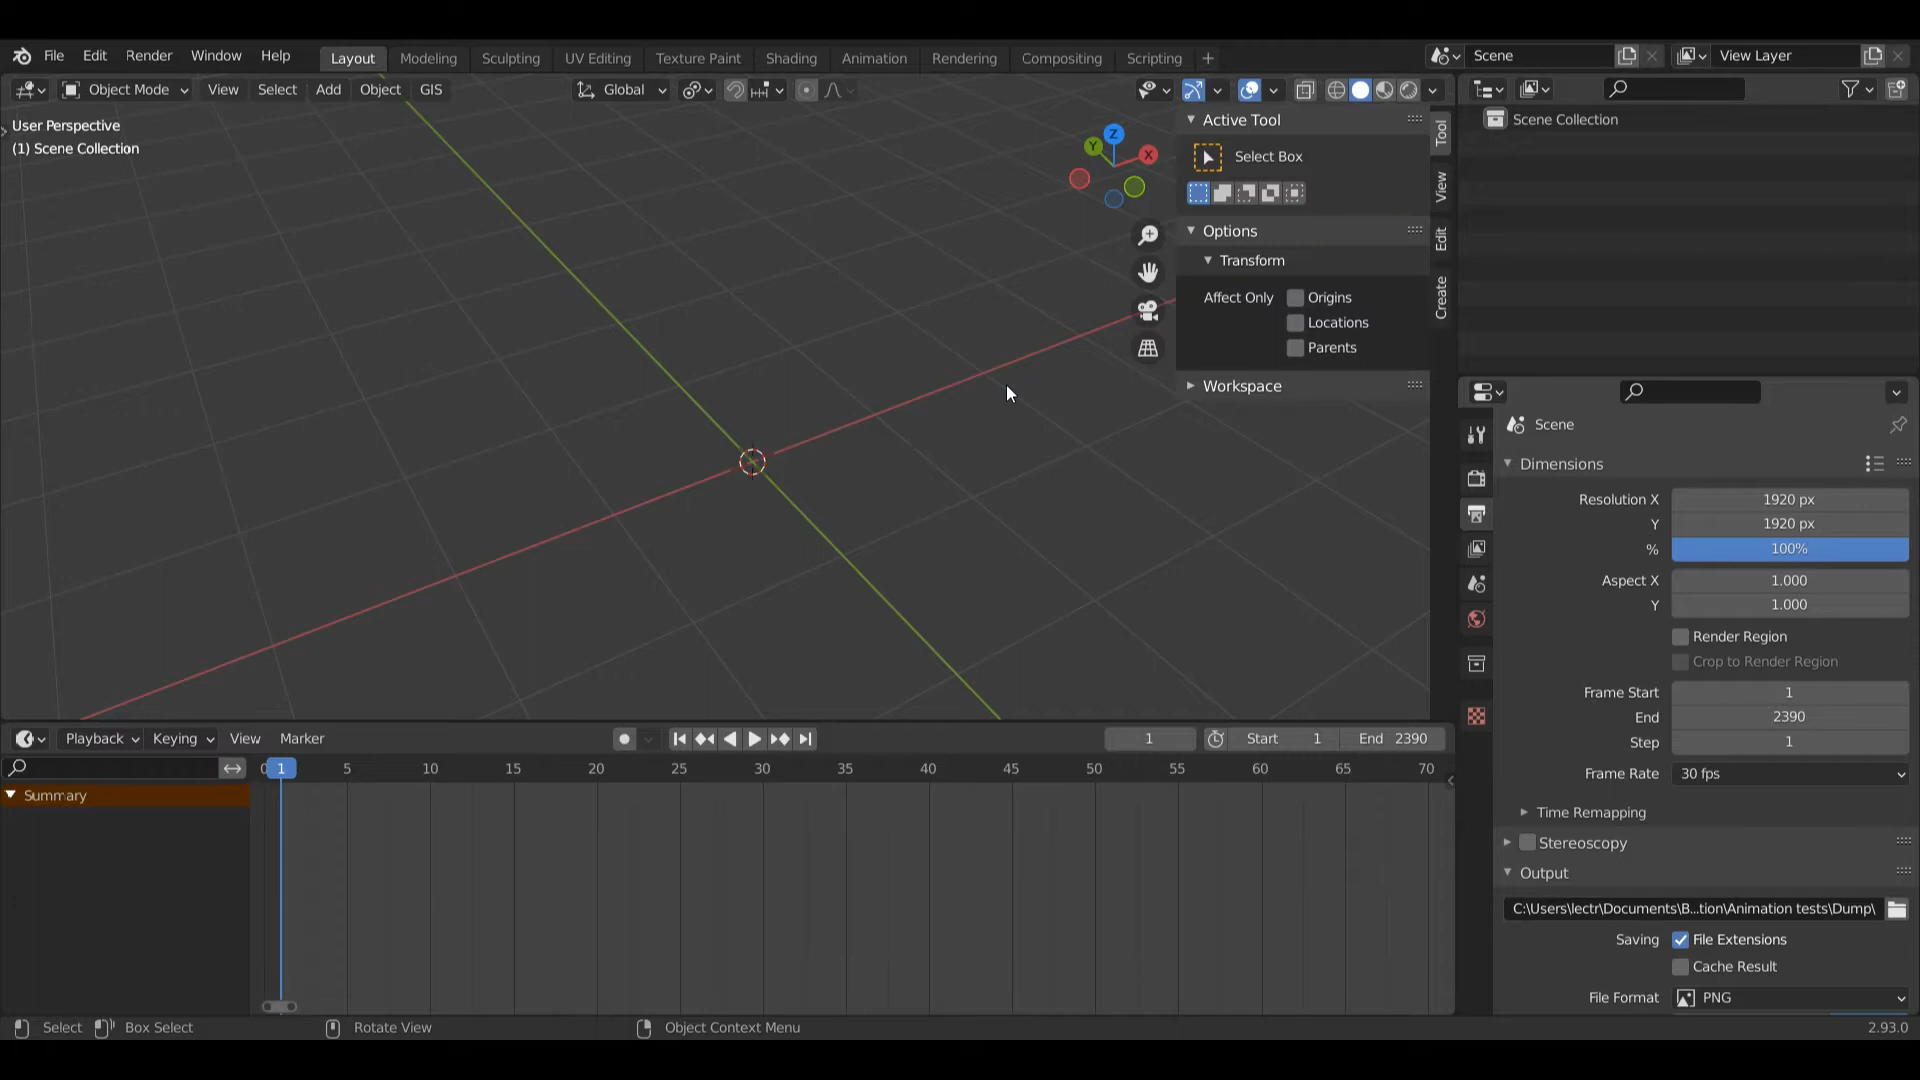 File Edit Render Window Help Layout Modeling Sculpting UV Editing Texture Paint Shading Animation Rendering Compositing Scripting + Scene View Layer
Object Mode View Select Add Object GIS Global
User Perspective
(1) Scene Collection
Z
Y
X
Active Tool
Select Box
Options
Transform
Affect Only Origins
Locations
Parents
Workspace
Tool
View
Edit
Create
Scene Collection
Scene
Dimensions
Resolution X 1920 px
Y 1920 px
% 100%
Aspect X 1.000
Y 1.000
Render Region
Crop to Render Region
Frame Start 1
End 2390
Step 1
Frame Rate 30 fps
Time Remapping
Stereoscopy
Output
C:\Users\lectr\Documents\B...tion\Animation tests\Dump\
Saving File Extensions
Cache Result
File Format PNG
Playback Keying View Marker 1 Start 1 End 2390
0 1 5 10 15 20 25 30 35 40 45 50 55 60 65 70
Summary
Select Box Select Rotate View Object Context Menu 2.93.0